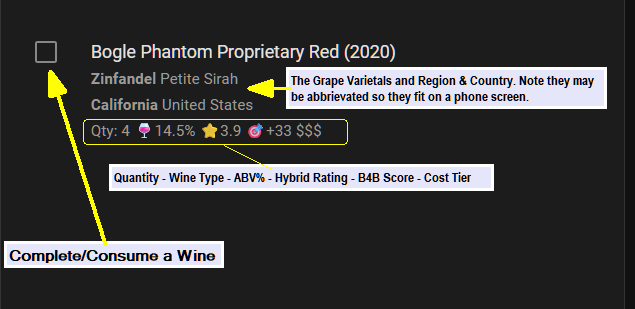 Bogle Phantom Proprietary Red (2020)
Zinfandel Petite Sirah
The Grape Varietals and Region & Country. Note they may
be abbrievated so they fit on a phone screen.
California United States
Qty: 4 🍷14.5% ⭐3.9 🎯+33 $$$
Quantity - Wine Type - ABV% - Hybrid Rating - B4B Score - Cost Tier
Complete/Consume a Wine